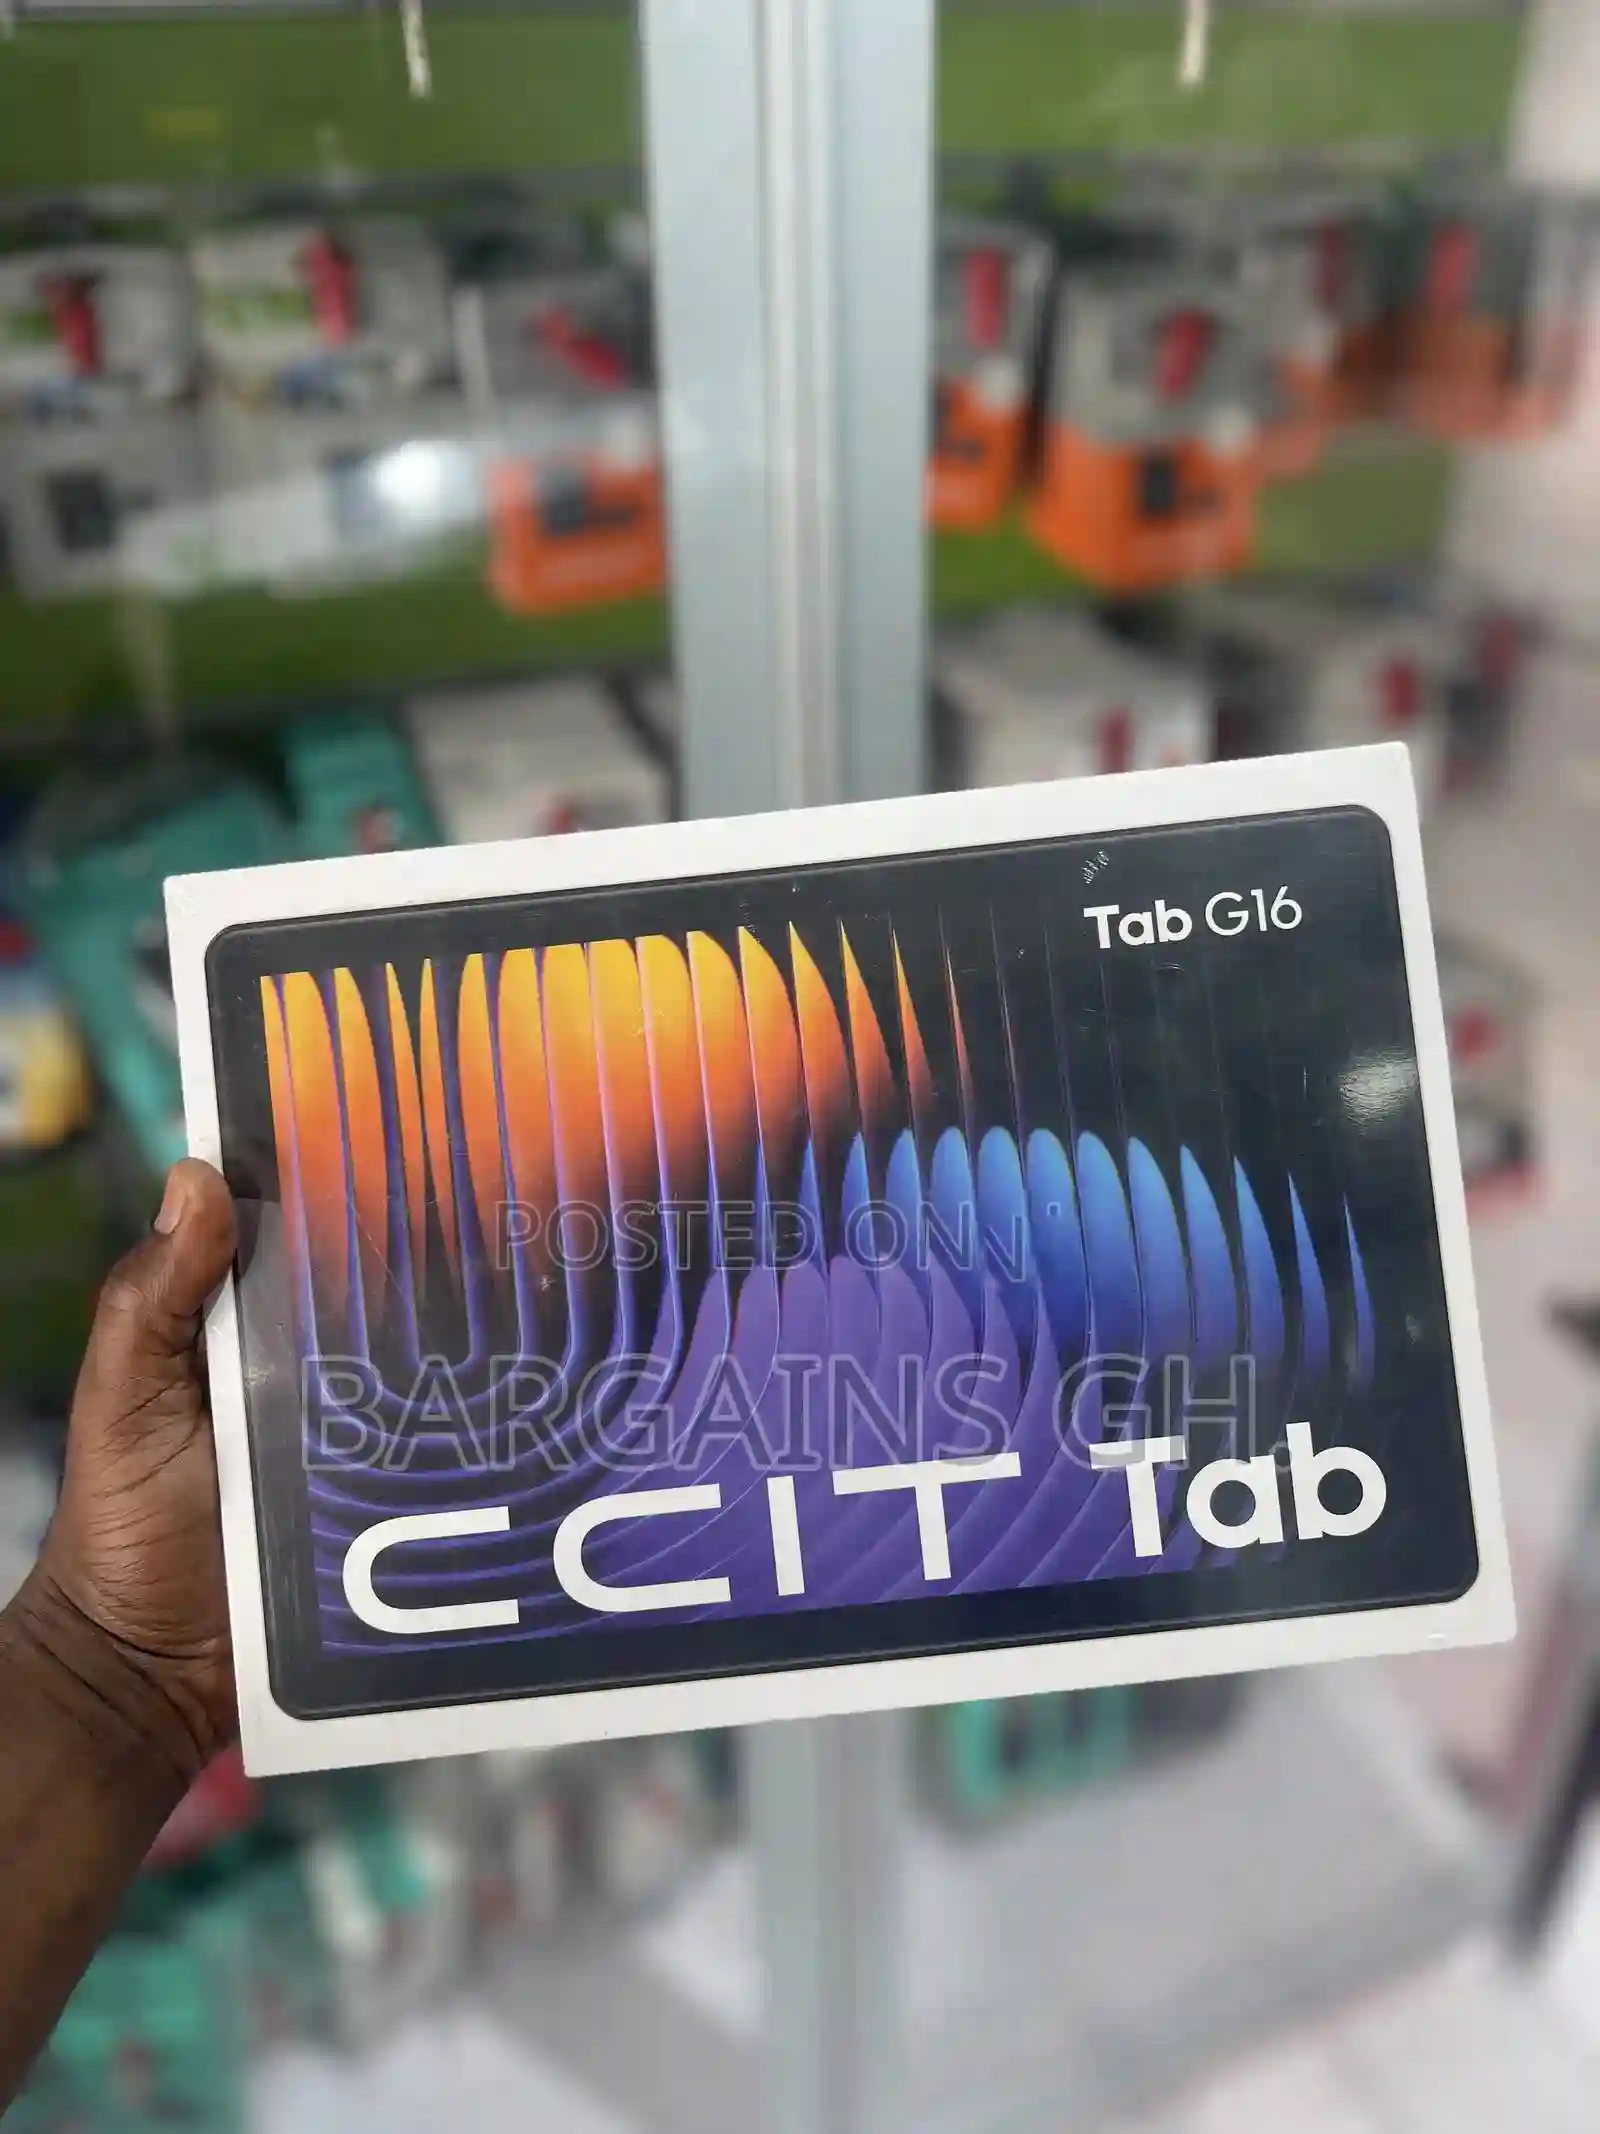 Tab G16
POSTED ON
BARGAINS GH.
CCIT Tab